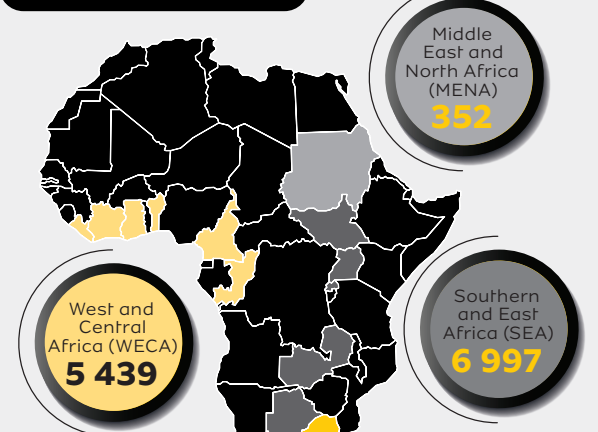 Middle
East and
North Africa
(MENA)
352
West and
Central
Africa (WECA)
5 439
Southern
and East
Africa (SEA)
6 997